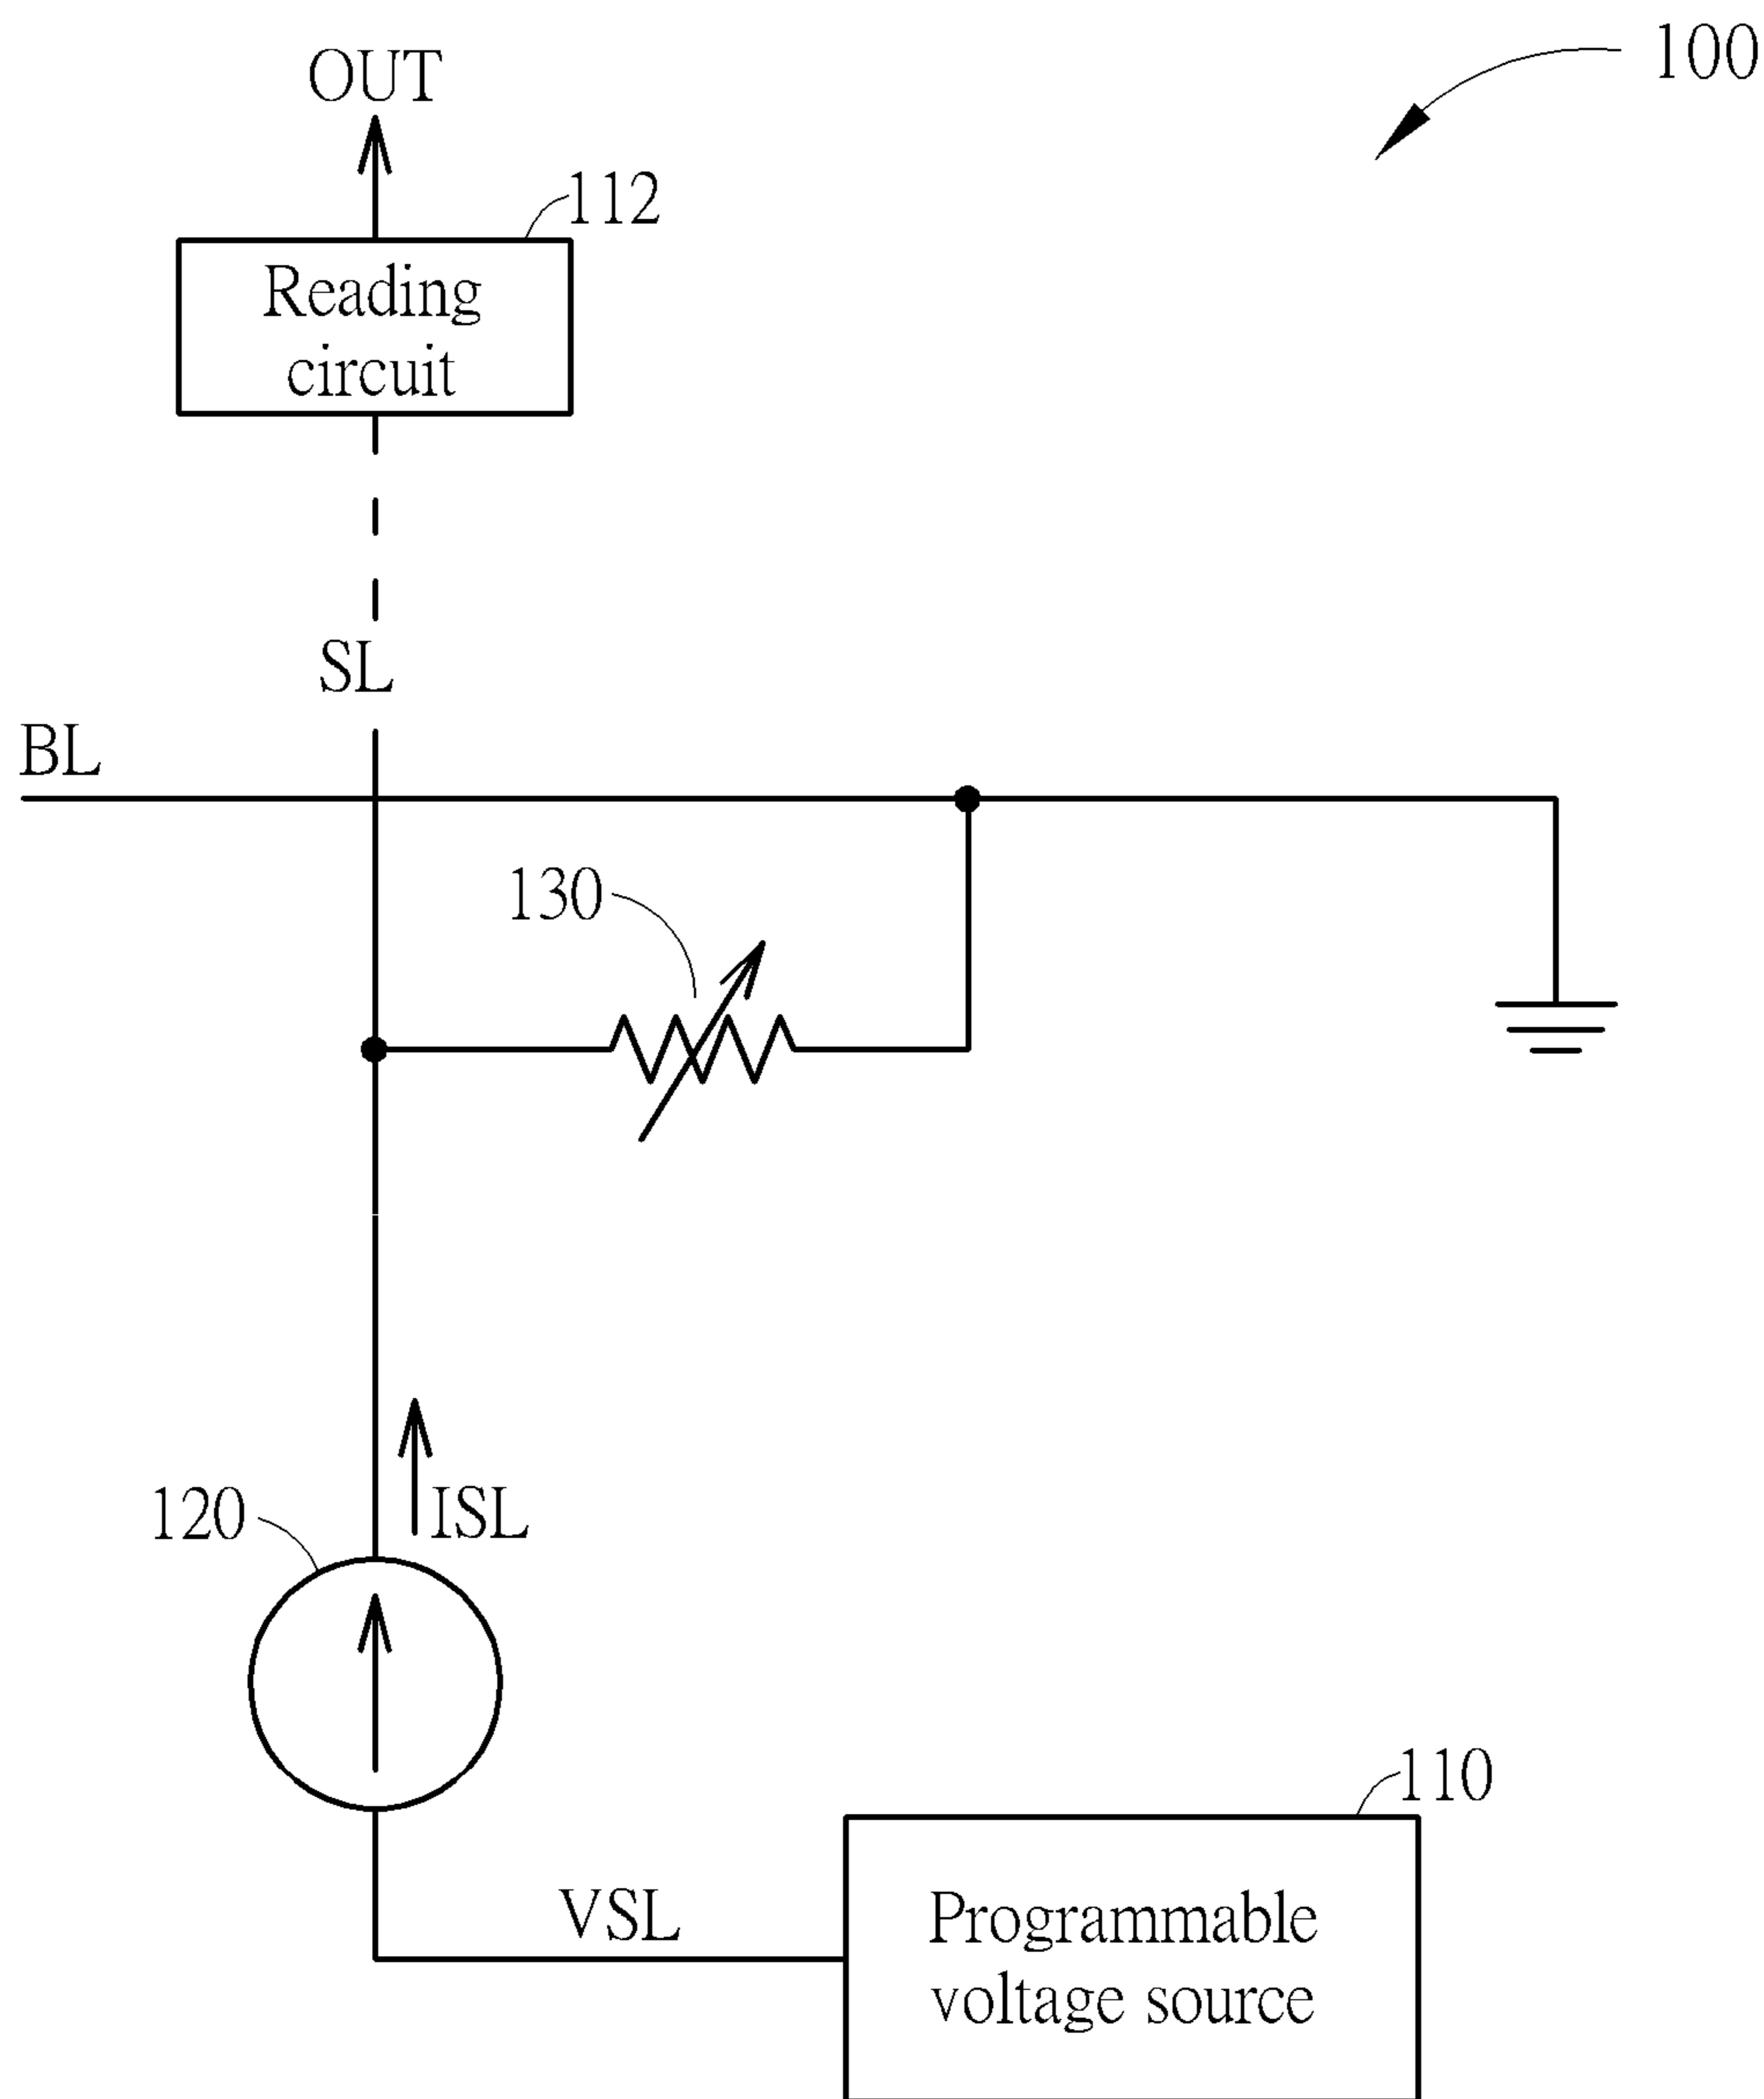 100
OUT
112
Reading
circuit
SL
BL
130
120
ISL
110
VSL
Programmable
voltage source